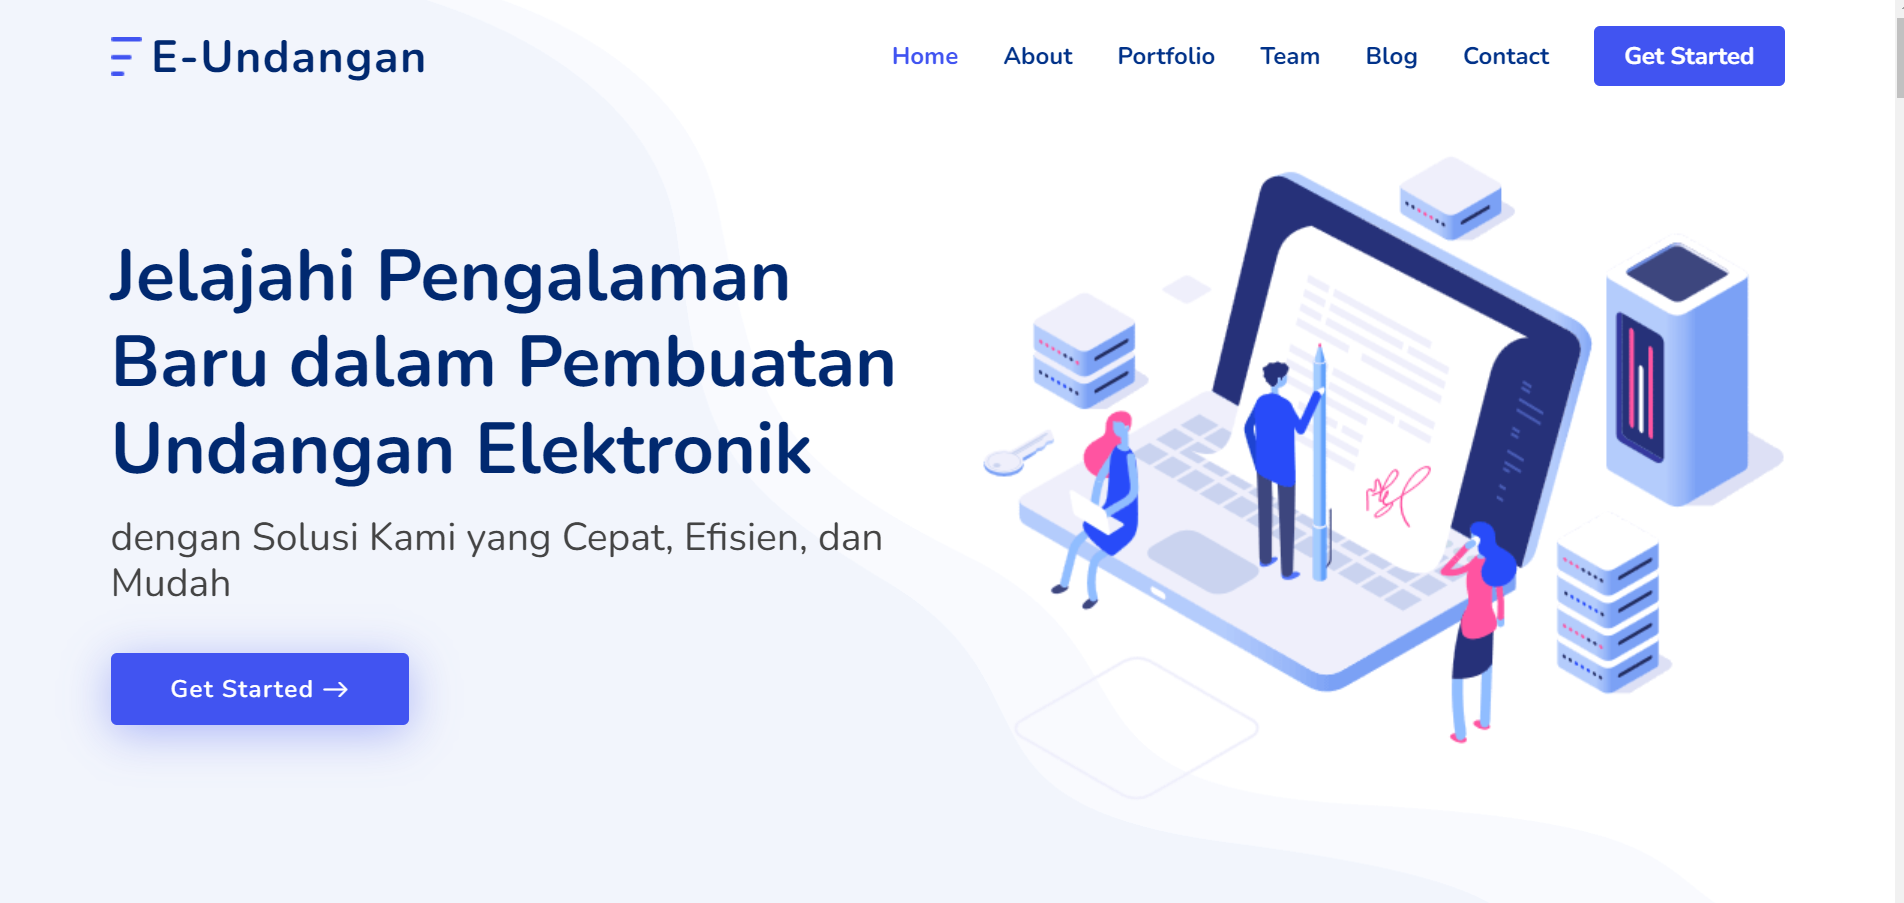 E-Undangan
Home About Portfolio Team Blog Contact Get Started
Jelajahi Pengalaman
Baru dalam Pembuatan
Undangan Elektronik
dengan Solusi Kami yang Cepat, Efisien, dan
Mudah
Get Started →